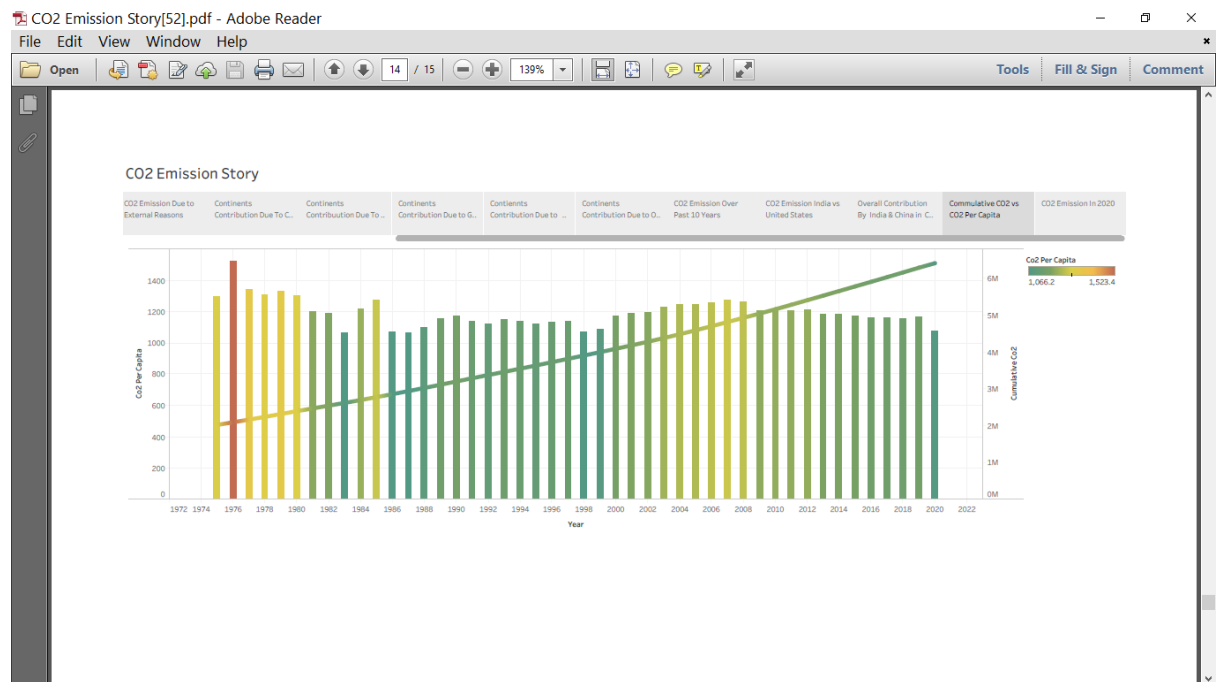 CO2 Emission Story[52].pdf - Adobe Reader
File Edit View Window Help
Open 14 / 15 139% Tools Fill & Sign Comment
CO2 Emission Story
CO2 Emission Due to
External Reasons
Continents
Contribution Due To C..
Continents
Contribuution Due To ..
Continents
Contribution Due to G..
Contiennts
Contribution Due to ..
Continents
Contribution Due to O..
CO2 Emission Over
Past 10 Years
CO2 Emission India vs
United States
Overall Contribution
By India & China in C..
Commulative CO2 vs
CO2 Per Capita
CO2 Emission In 2020
Co2 Per Capita
1,066.2 1,523.4
Co2 Per Capita
1400
1200
1000
800
600
400
200
0
6M
5M
4M
3M
2M
1M
0M
Cumulative Co2
1972 1974 1976 1978 1980 1982 1984 1986 1988 1990 1992 1994 1996 1998 2000 2002 2004 2006 2008 2010 2012 2014 2016 2018 2020 2022
Year